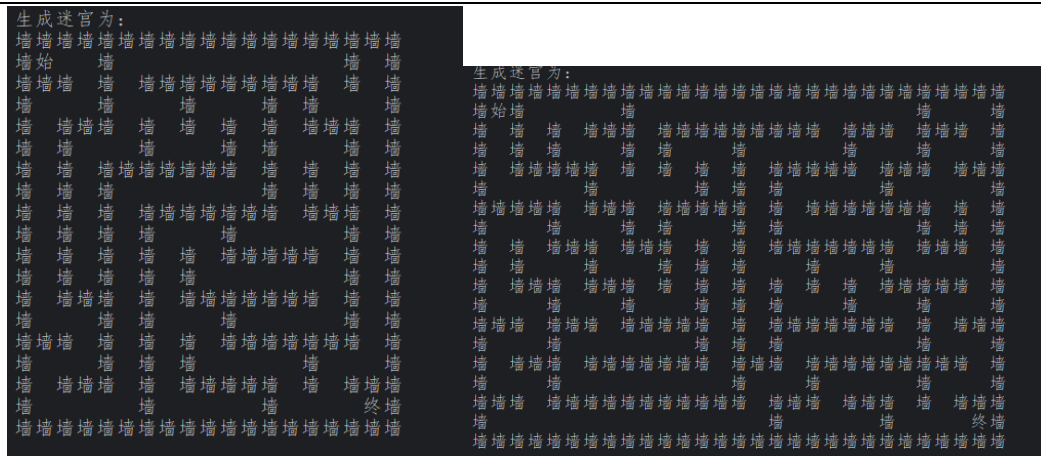 生成迷宫为:
墙墙墙墙墙墙墙墙墙墙墙墙墙墙墙墙墙墙墙
墙始 墙 墙 墙
墙墙墙 墙 墙墙墙墙墙墙墙墙墙 墙 墙
墙 墙 墙 墙 墙 墙
墙 墙墙墙 墙 墙 墙 墙 墙墙墙 墙
墙 墙 墙 墙 墙 墙 墙
墙 墙 墙墙墙墙墙墙墙 墙 墙 墙 墙
墙 墙 墙 墙 墙 墙 墙
墙 墙 墙 墙墙墙墙墙墙墙 墙墙墙 墙
墙 墙 墙 墙 墙 墙 墙
墙 墙 墙 墙 墙 墙墙墙墙墙 墙 墙
墙 墙 墙 墙 墙 墙 墙
墙 墙墙墙 墙 墙墙墙墙墙墙墙 墙 墙
墙 墙 墙 墙 墙 墙
墙墙墙 墙 墙 墙 墙墙墙墙墙墙墙 墙
墙 墙 墙 墙 墙 墙
墙 墙墙墙 墙 墙墙墙墙墙 墙 墙墙墙
墙 墙 墙 终墙
墙墙墙墙墙墙墙墙墙墙墙墙墙墙墙墙墙墙墙
生成迷宫为:
墙墙墙墙墙墙墙墙墙墙墙墙墙墙墙墙墙墙墙墙墙墙墙墙墙墙墙墙墙
墙始墙 墙 墙 墙
墙 墙 墙 墙墙墙 墙墙墙墙墙墙墙墙墙 墙墙墙 墙墙墙 墙
墙 墙 墙 墙 墙 墙 墙 墙 墙
墙 墙墙墙墙墙 墙 墙 墙 墙 墙墙墙墙墙 墙墙墙 墙墙墙
墙 墙 墙 墙 墙 墙
墙墙墙墙墙 墙墙墙 墙墙墙墙墙 墙 墙墙墙墙墙墙墙 墙 墙
墙 墙 墙 墙 墙 墙 墙 墙
墙 墙 墙墙墙 墙墙墙 墙 墙 墙墙墙墙墙墙墙 墙墙墙 墙
墙 墙 墙 墙 墙 墙 墙 墙 墙
墙 墙墙墙 墙墙墙 墙 墙 墙 墙 墙 墙 墙墙墙墙墙 墙
墙 墙 墙 墙 墙 墙 墙 墙
墙墙墙 墙墙墙 墙墙墙墙墙 墙 墙墙墙墙墙墙墙 墙 墙墙墙
墙 墙 墙 墙 墙 墙 墙
墙 墙墙墙 墙墙墙墙墙墙墙 墙墙墙 墙墙墙墙墙墙墙墙墙 墙
墙 墙 墙 墙 墙 墙
墙墙墙 墙墙墙墙墙墙墙墙墙墙墙 墙墙墙 墙墙墙 墙 墙墙墙
墙 墙 墙 终墙
墙墙墙墙墙墙墙墙墙墙墙墙墙墙墙墙墙墙墙墙墙墙墙墙墙墙墙墙墙